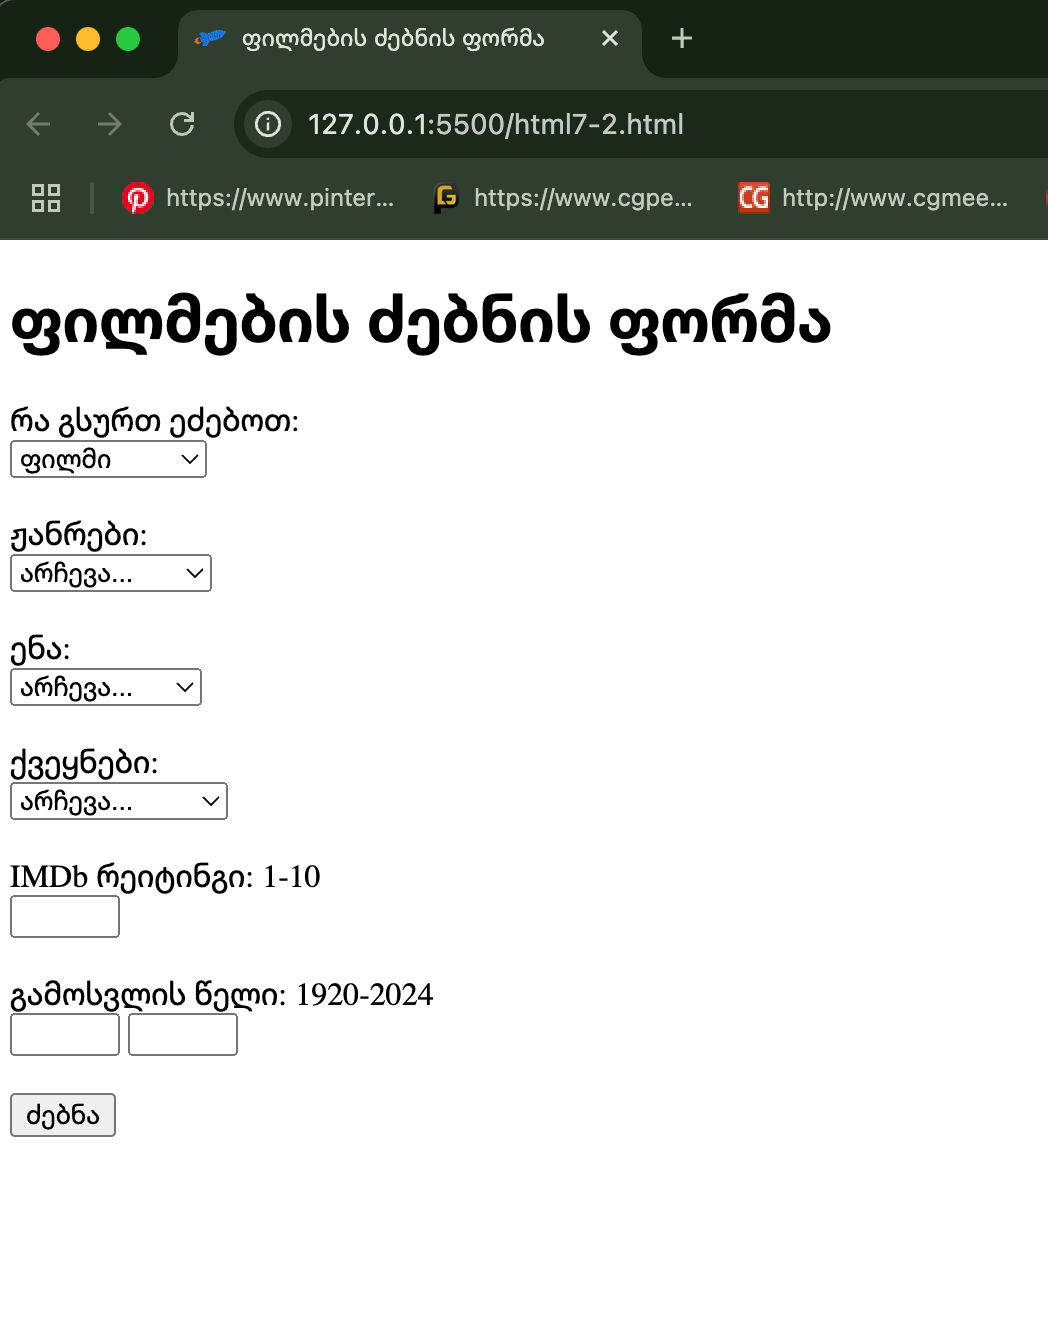 ფილმების ძებნის ფორმა
127.0.0.1:5500/html7-2.html
https://www.pinter... https://www.cgpe... CG http://www.cgmee...
ფილმების ძებნის ფორმა
რა გსურთ ეძებოთ:
ფილმი
ჟანრები:
არჩევა...
ენა:
არჩევა...
ქვეყნები:
არჩევა...
IMDb რეიტინგი: 1-10
გამოსვლის წელი: 1920-2024
ძებნა